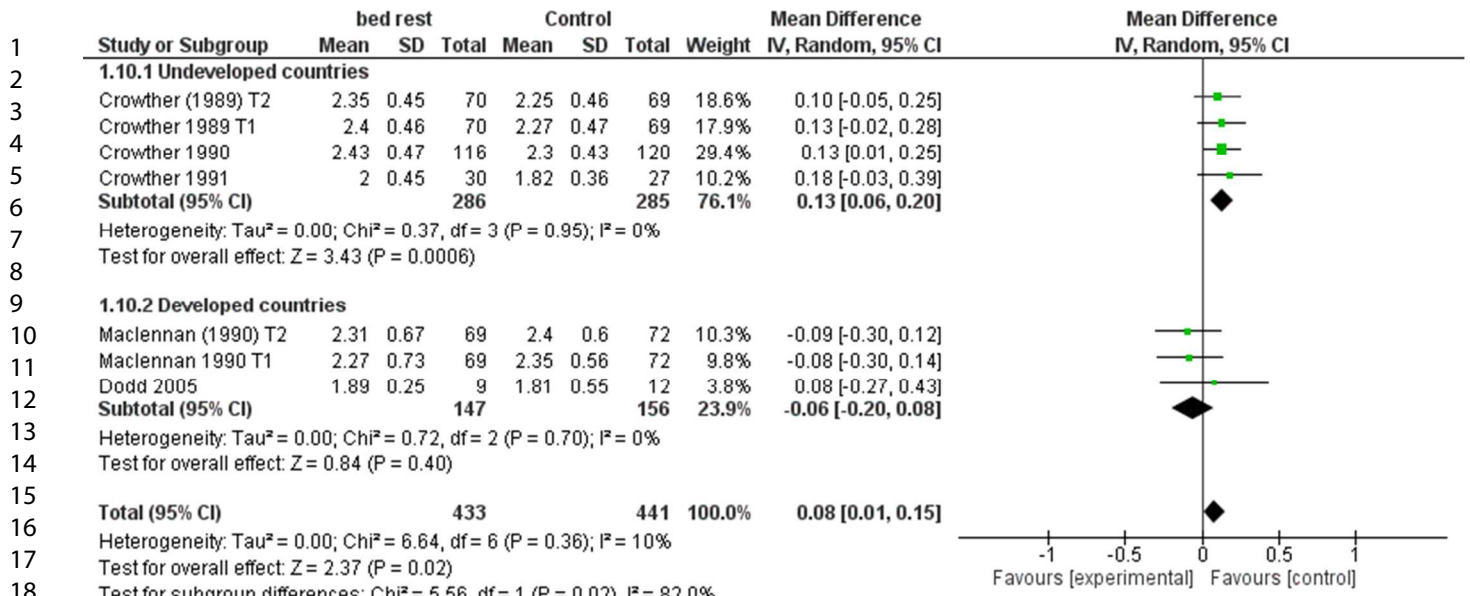 bed rest Control Mean Difference Mean Difference
1 Study or Subgroup Mean SD Total Mean SD Total Weight IV, Random, 95% CI IV, Random, 95% CI
2 1.10.1 Undeveloped countries
3 Crowther (1989) T2 2.35 0.45 70 2.25 0.46 69 18.6% 0.10 [-0.05, 0.25]
4 Crowther 1989 T1 2.4 0.46 70 2.27 0.47 69 17.9% 0.13 [-0.02, 0.28]
Crowther 1990 2.43 0.47 116 2.3 0.43 120 29.4% 0.13 [0.01, 0.25]
5 Crowther 1991 2 0.45 30 1.82 0.36 27 10.2% 0.18 [-0.03, 0.39]
6 Subtotal (95% CI) 286 285 76.1% 0.13 [0.06, 0.20]
7 Heterogeneity: Tau² = 0.00; Chi² = 0.37, df = 3 (P = 0.95); I² = 0%
8 Test for overall effect: Z = 3.43 (P = 0.0006)
9 1.10.2 Developed countries
10 Maclennan (1990) T2 2.31 0.67 69 2.4 0.6 72 10.3% -0.09 [-0.30, 0.12]
11 Maclennan 1990 T1 2.27 0.73 69 2.35 0.56 72 9.8% -0.08 [-0.30, 0.14]
12 Dodd 2005 1.89 0.25 9 1.81 0.55 12 3.8% 0.08 [-0.27, 0.43]
Subtotal (95% CI) 147 156 23.9% -0.06 [-0.20, 0.08]
13 Heterogeneity: Tau² = 0.00; Chi² = 0.72, df = 2 (P = 0.70); I² = 0%
14 Test for overall effect: Z = 0.84 (P = 0.40)
15
Total (95% CI) 433 441 100.0% 0.08 [0.01, 0.15]
16 Heterogeneity: Tau² = 0.00; Chi² = 6.64, df = 6 (P = 0.36); I² = 10%
-1 -0.5 0 0.5 1
17 Test for overall effect: Z = 2.37 (P = 0.02)
Favours [experimental] Favours [control]
18 Test for subgroup differences: Chi² = 5.56, df = 1 (P = 0.02), I² = 82.0%